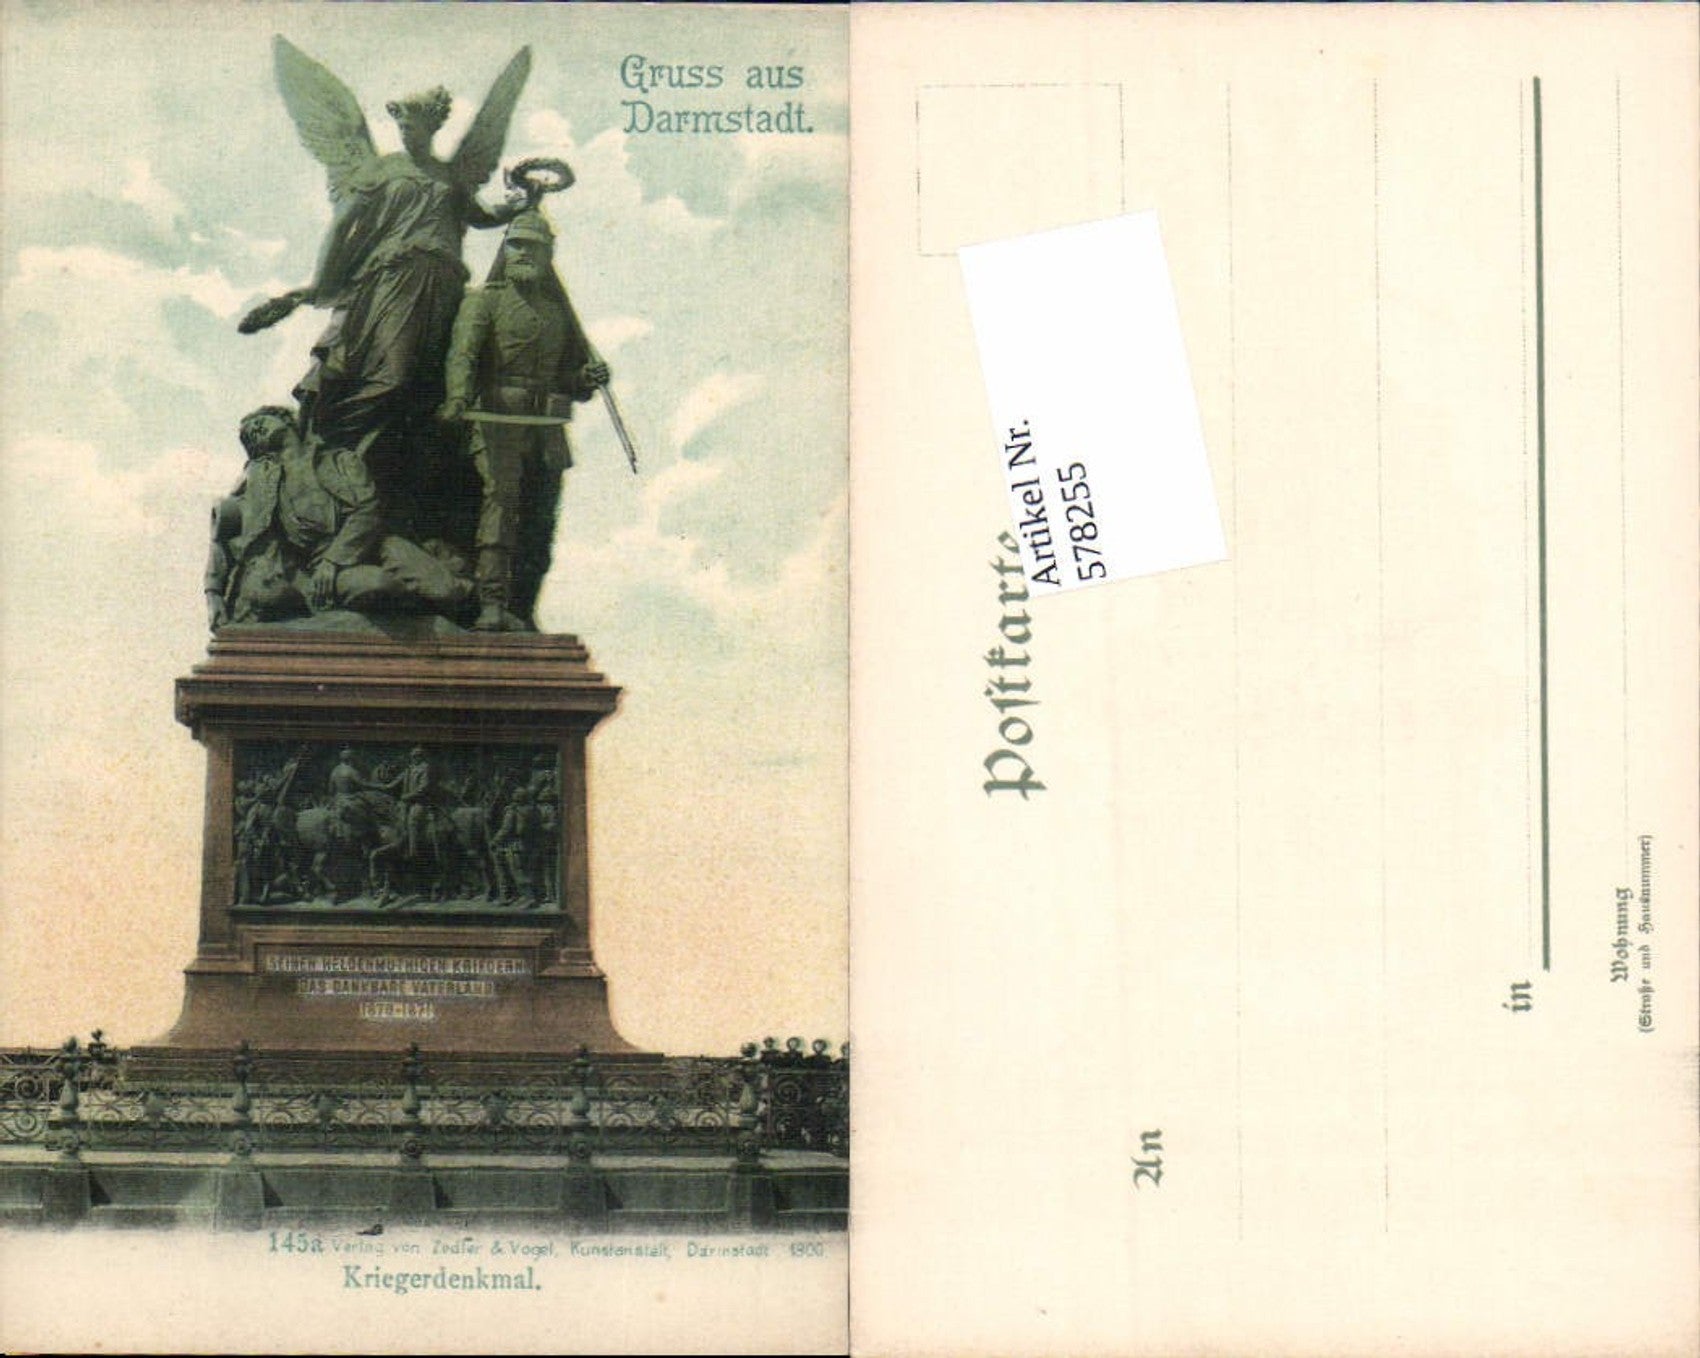 Gruss aus
Darmstadt.
SEINEN HELDENMÜTHIGEN KRIEGERN
DAS DANKBARE VATERLAND
1870-1871
145a Verlag von Zedler & Vogel, Kunstanstalt, Darmstadt 1900
Kriegerdenkmal.
Postkarte
Artikel Nr.
578255
An
in
Wohnung
(Straße und Hausnummer)